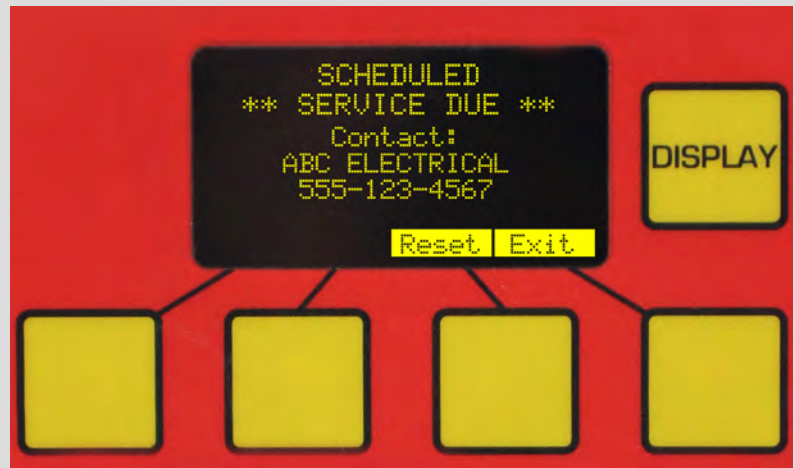 SCHEDULED
** SERVICE DUE **
Contact:
ABC ELECTRICAL
555-123-4567
Reset Exit
DISPLAY